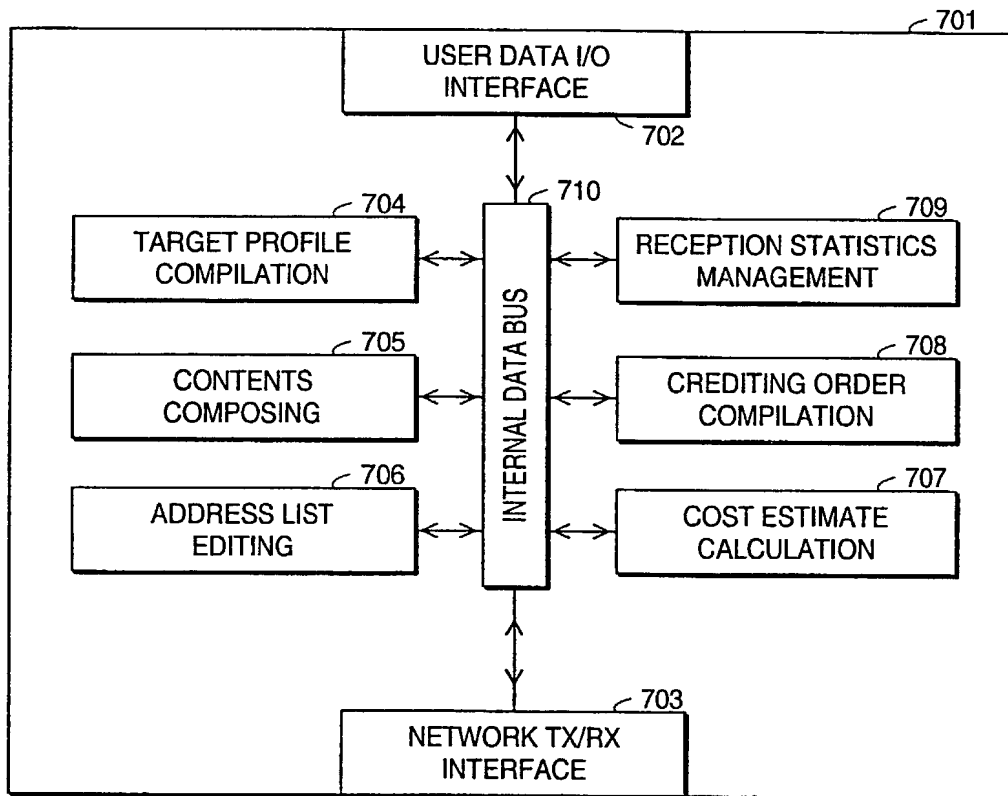 701
USER DATA I/O
INTERFACE
702
710
704
TARGET PROFILE
COMPILATION
709
RECEPTION STATISTICS
MANAGEMENT
INTERNAL DATA BUS
705
CONTENTS
COMPOSING
708
CREDITING ORDER
COMPILATION
706
ADDRESS LIST
EDITING
707
COST ESTIMATE
CALCULATION
703
NETWORK TX/RX
INTERFACE